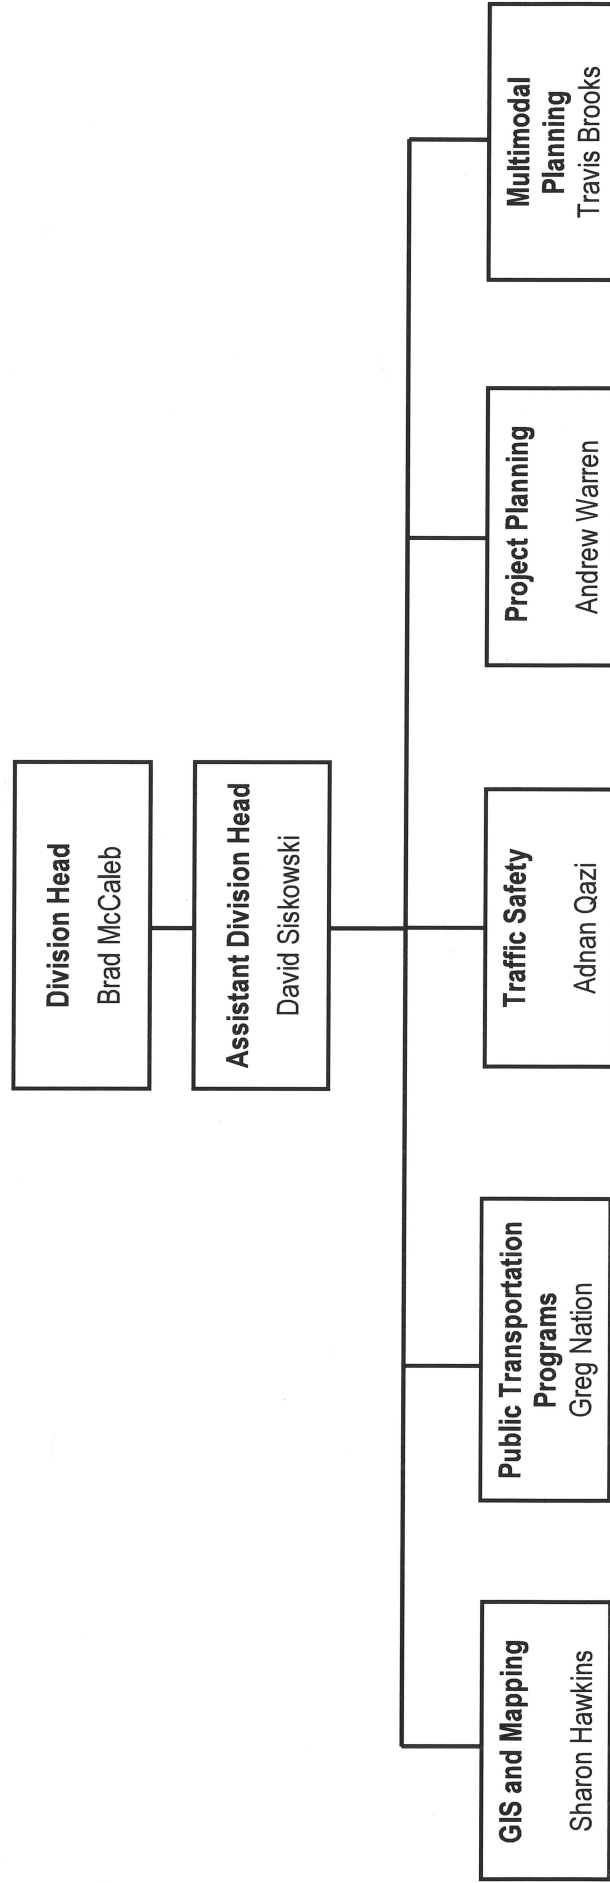 Division Head
Brad McCaleb
Assistant Division Head
David Siskowski
GIS and Mapping
Sharon Hawkins
Public Transportation
Programs
Greg Nation
Traffic Safety
Adnan Qazi
Project Planning
Andrew Warren
Multimodal
Planning
Travis Brooks